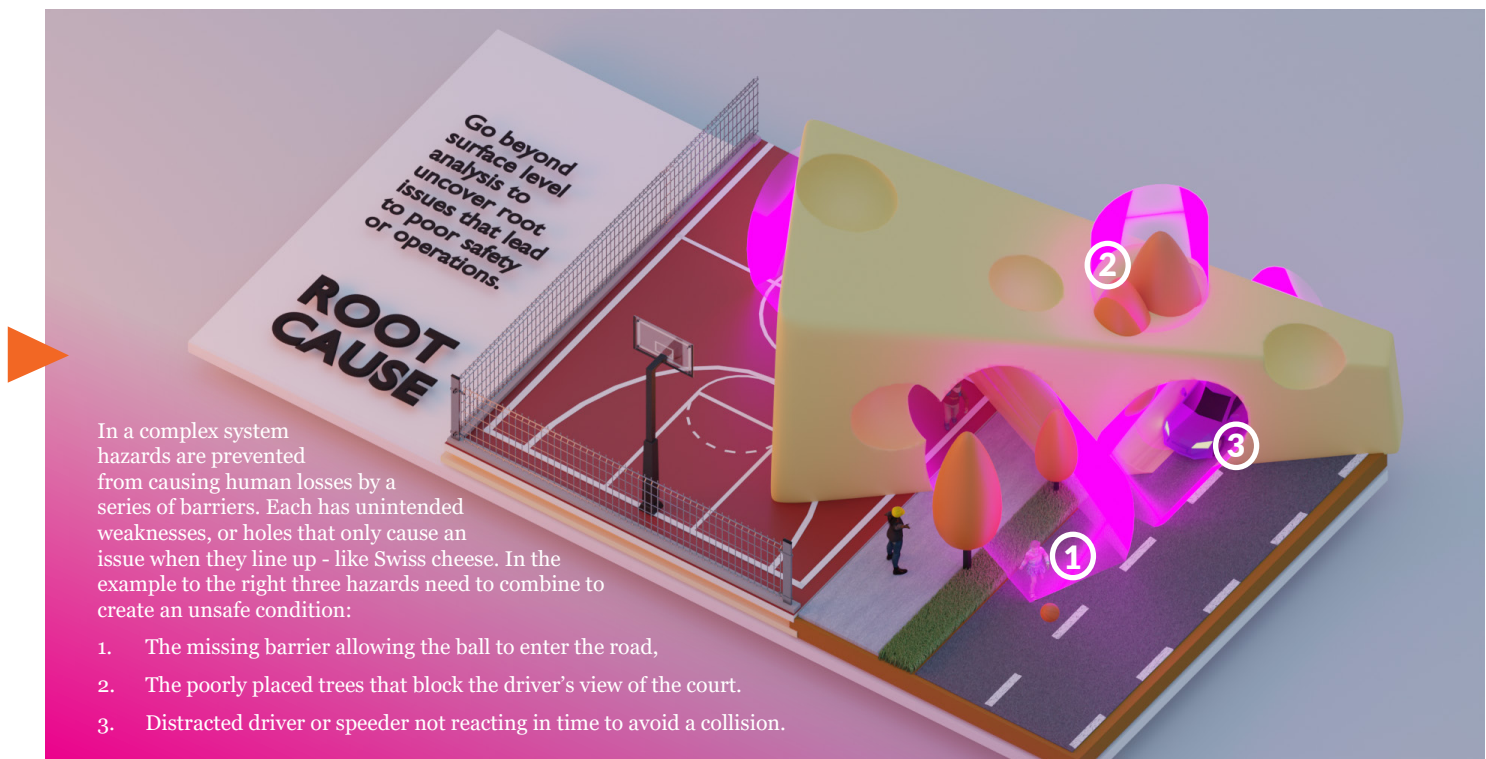 Go beyond
surface level
analysis to
uncover root
issues that lead
to poor safety
or operations.
ROOT
CAUSE
In a complex system
hazards are prevented
from causing human losses by a
series of barriers. Each has unintended
weaknesses, or holes that only cause an
issue when they line up - like Swiss cheese. In the
example to the right three hazards need to combine to
create an unsafe condition:
1. The missing barrier allowing the ball to enter the road,
2. The poorly placed trees that block the driver's view of the court.
3. Distracted driver or speeder not reacting in time to avoid a collision.
2
3
1